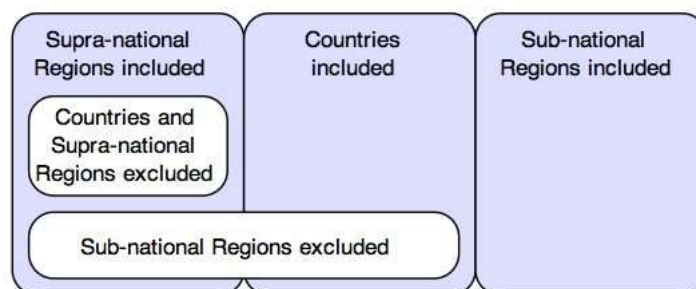 Supra-national
Regions included
Countries
included
Sub-national
Regions included
Countries and
Supra-national
Regions excluded
Sub-national Regions excluded